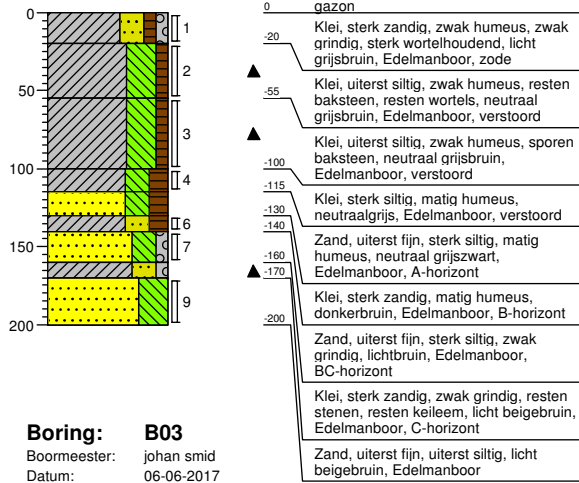 0
50
100
150
200
1
2
3
4
6
7
9
0
gazon
-20
Klei, sterk zandig, zwak humeus, zwak
grindig, sterk wortelhoudend, licht
grijsbruin, Edelmanboor, zode
-55
Klei, uiterst siltig, zwak humeus, resten
baksteen, resten wortels, neutraal
grijsbruin, Edelmanboor, verstoord
-100
Klei, uiterst siltig, zwak humeus, sporen
baksteen, neutraal grijsbruin,
Edelmanboor, verstoord
-115
Klei, sterk siltig, matig humeus,
neutraalgrijs, Edelmanboor, verstoord
-130
Zand, uiterst fijn, sterk siltig, matig
humeus, neutraal grijszwart,
Edelmanboor, A-horizont
-140
Klei, sterk zandig, matig humeus,
donkerbruin, Edelmanboor, B-horizont
-160
Zand, uiterst fijn, sterk siltig, zwak
grindig, lichtbruin, Edelmanboor,
BC-horizont
-170
Klei, sterk zandig, zwak grindig, resten
stenen, resten keileem, licht beigebruin,
Edelmanboor, C-horizont
-200
Zand, uiterst fijn, uiterst siltig, licht
beigebruin, Edelmanboor
Boring: B03
Boormeester: johan smid
Datum: 06-06-2017